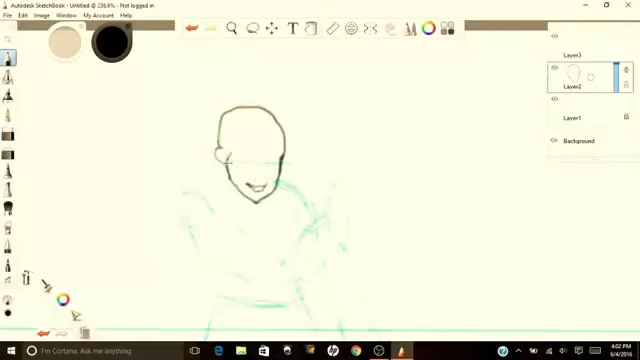 Autodesk SketchBook - Untitled @ 236.6% - Not logged in
Edit Image Window My Account Help
T
Layer3
Layer2
Layer1
Background
I'm Cortana. Ask me anything.
4:02 PM
6/4/2016